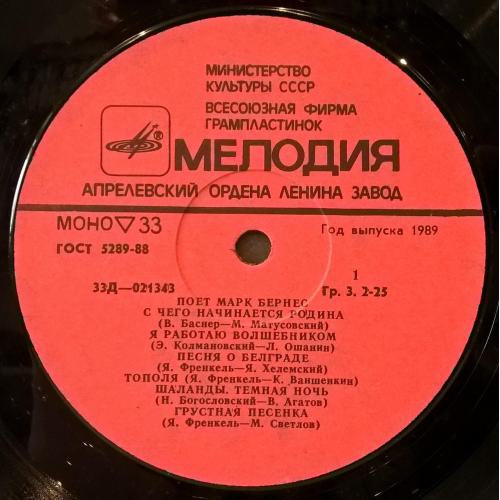 МИНИСТЕРСТВО
КУЛЬТУРЫ СССР
ВСЕСОЮЗНАЯ ФИРМА
ГРАМПЛАСТИНОК
® МЕЛОДИЯ
АПРЕЛЕВСКИЙ ОРДЕНА ЛЕНИНА ЗАВОД
МОНО ▽ 33
Год выпуска 1989
ГОСТ 5289-88
33Д—021343
1
Гр. 3. 2-25
ПОЕТ МАРК БЕРНЕС
С ЧЕГО НАЧИНАЕТСЯ РОДИНА
(В. Баснер—М. Матусовский)
Я РАБОТАЮ ВОЛШЕБНИКОМ
(Э. Колмановский—Л. Ошанин)
ПЕСНЯ О БЕЛГРАДЕ
(Я. Френкель—Я. Хелемский)
ТОПОЛЯ (Я. Френкель—К. Ваншенкин)
ШАЛАНДЫ. ТЕМНАЯ НОЧЬ
(Н. Богословский—В. Агатов)
ГРУСТНАЯ ПЕСЕНКА
(Я. Френкель—М. Светлов)